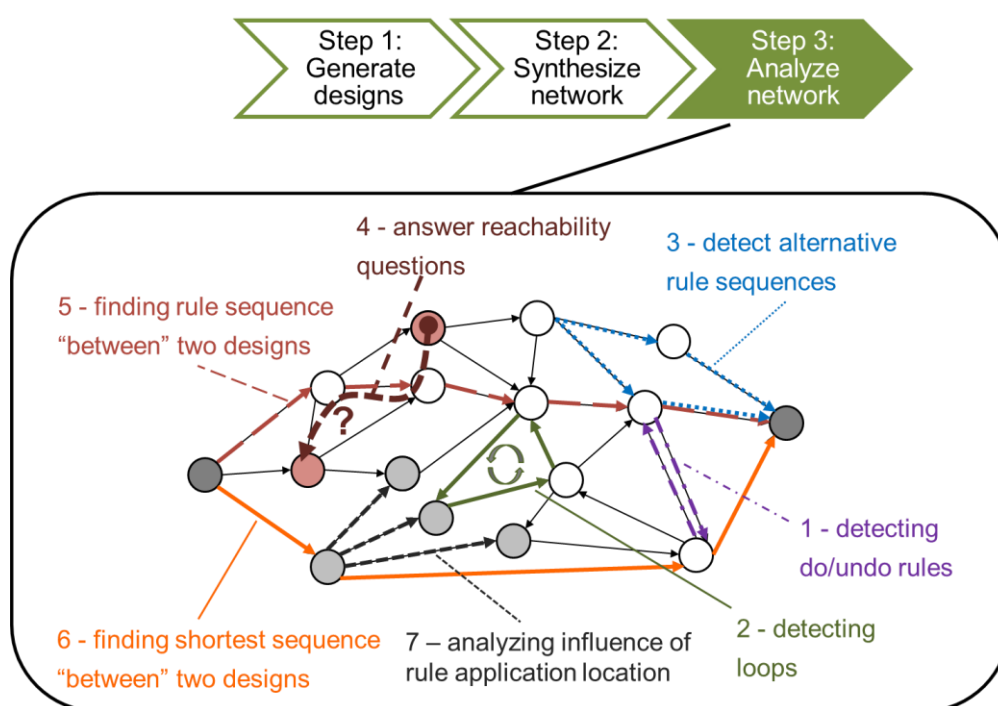 Step 1:
Generate
designs
Step 2:
Synthesize
network
Step 3:
Analyze
network
4 - answer reachability
questions
3 - detect alternative
rule sequences
5 - finding rule sequence
“between” two designs
?
1 - detecting
do/undo rules
6 - finding shortest sequence
“between” two designs
7 – analyzing influence of
rule application location
2 - detecting
loops